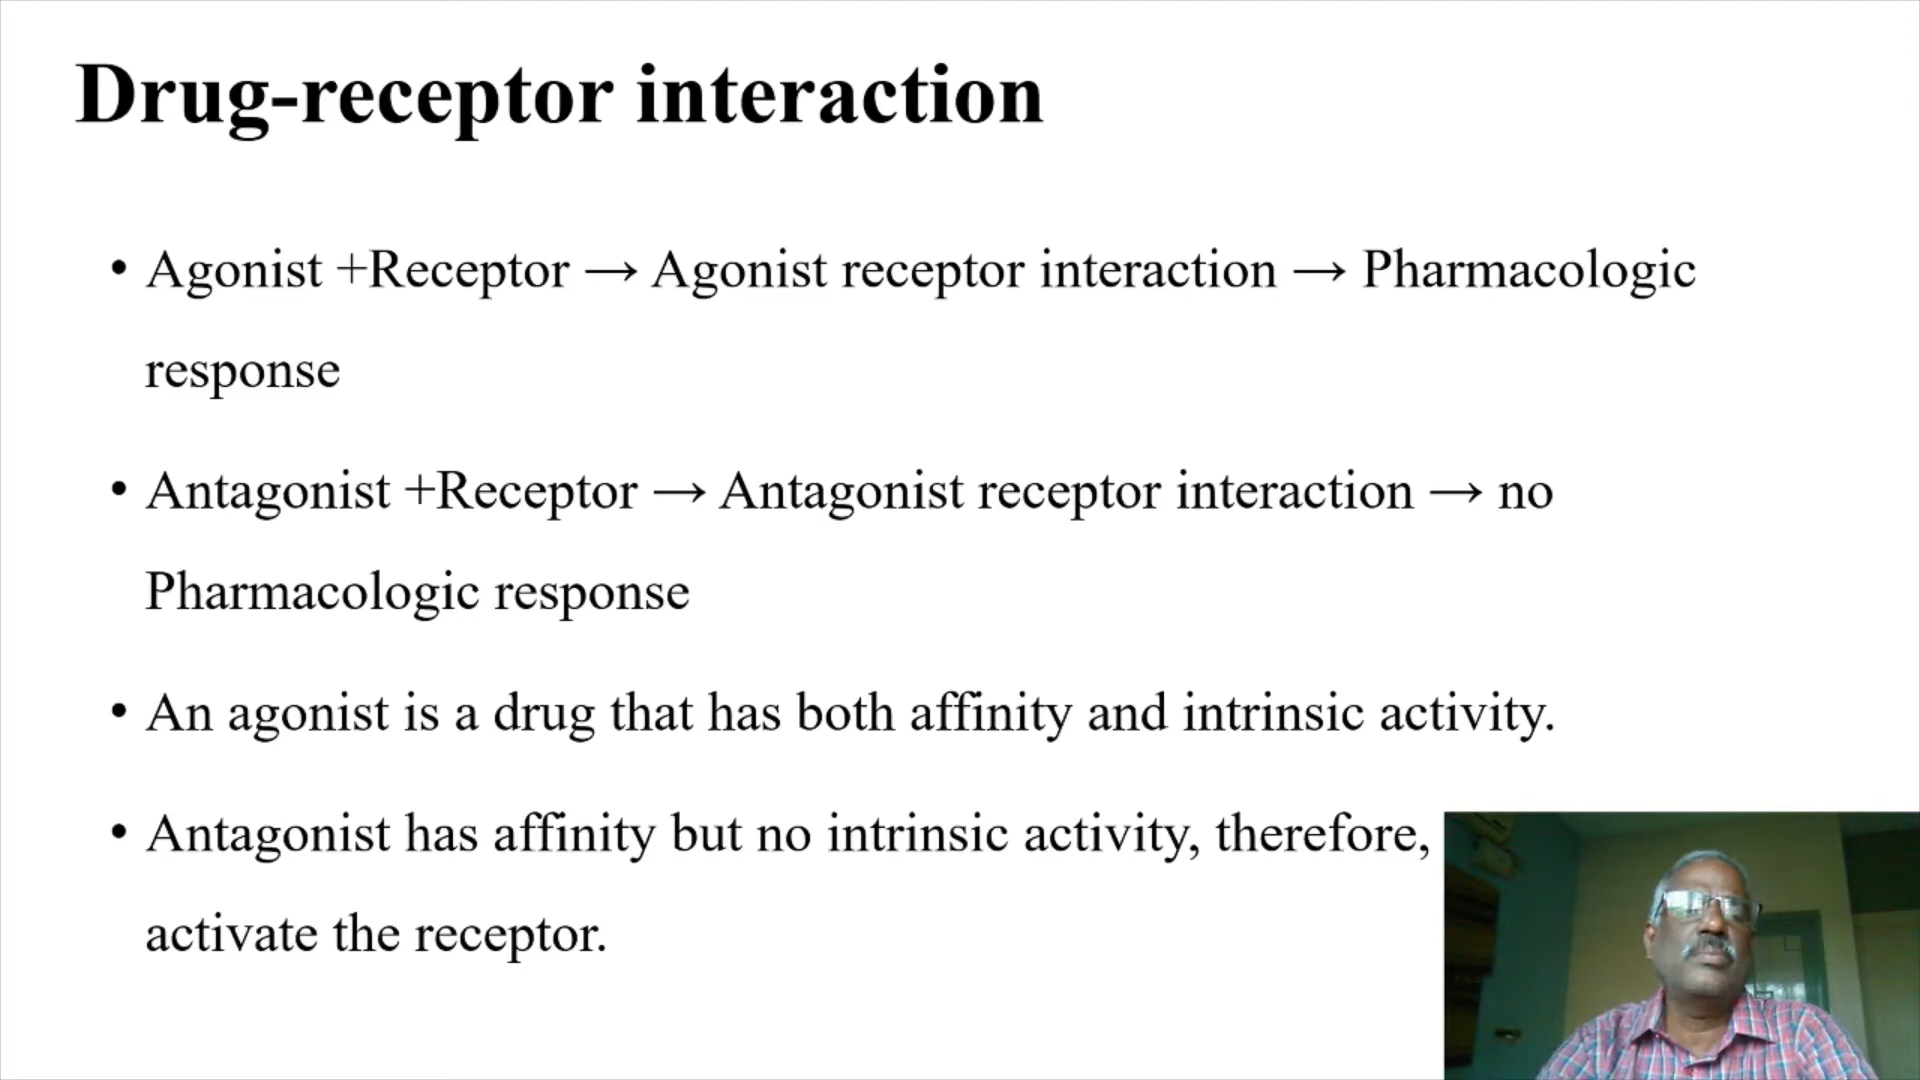 Drug-receptor interaction
• Agonist +Receptor → Agonist receptor interaction → Pharmacologic
response
• Antagonist +Receptor → Antagonist receptor interaction → no
Pharmacologic response
• An agonist is a drug that has both affinity and intrinsic activity.
• Antagonist has affinity but no intrinsic activity, therefore,
activate the receptor.